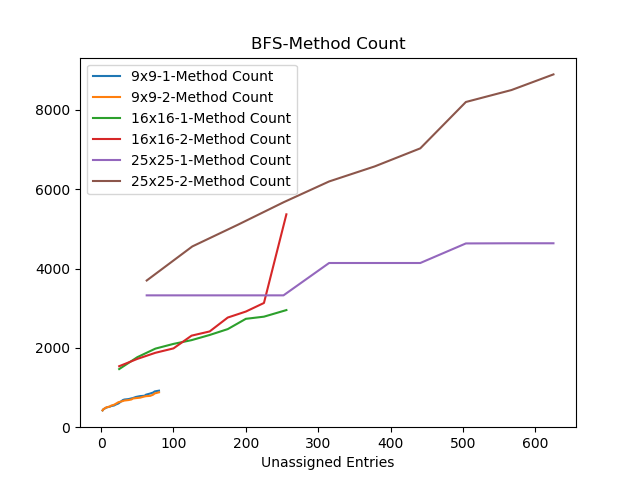 BFS-Method Count
9x9-1-Method Count
9x9-2-Method Count
16x16-1-Method Count
16x16-2-Method Count
25x25-1-Method Count
25x25-2-Method Count
8000
6000
4000
2000
0
0 100 200 300 400 500 600
Unassigned Entries